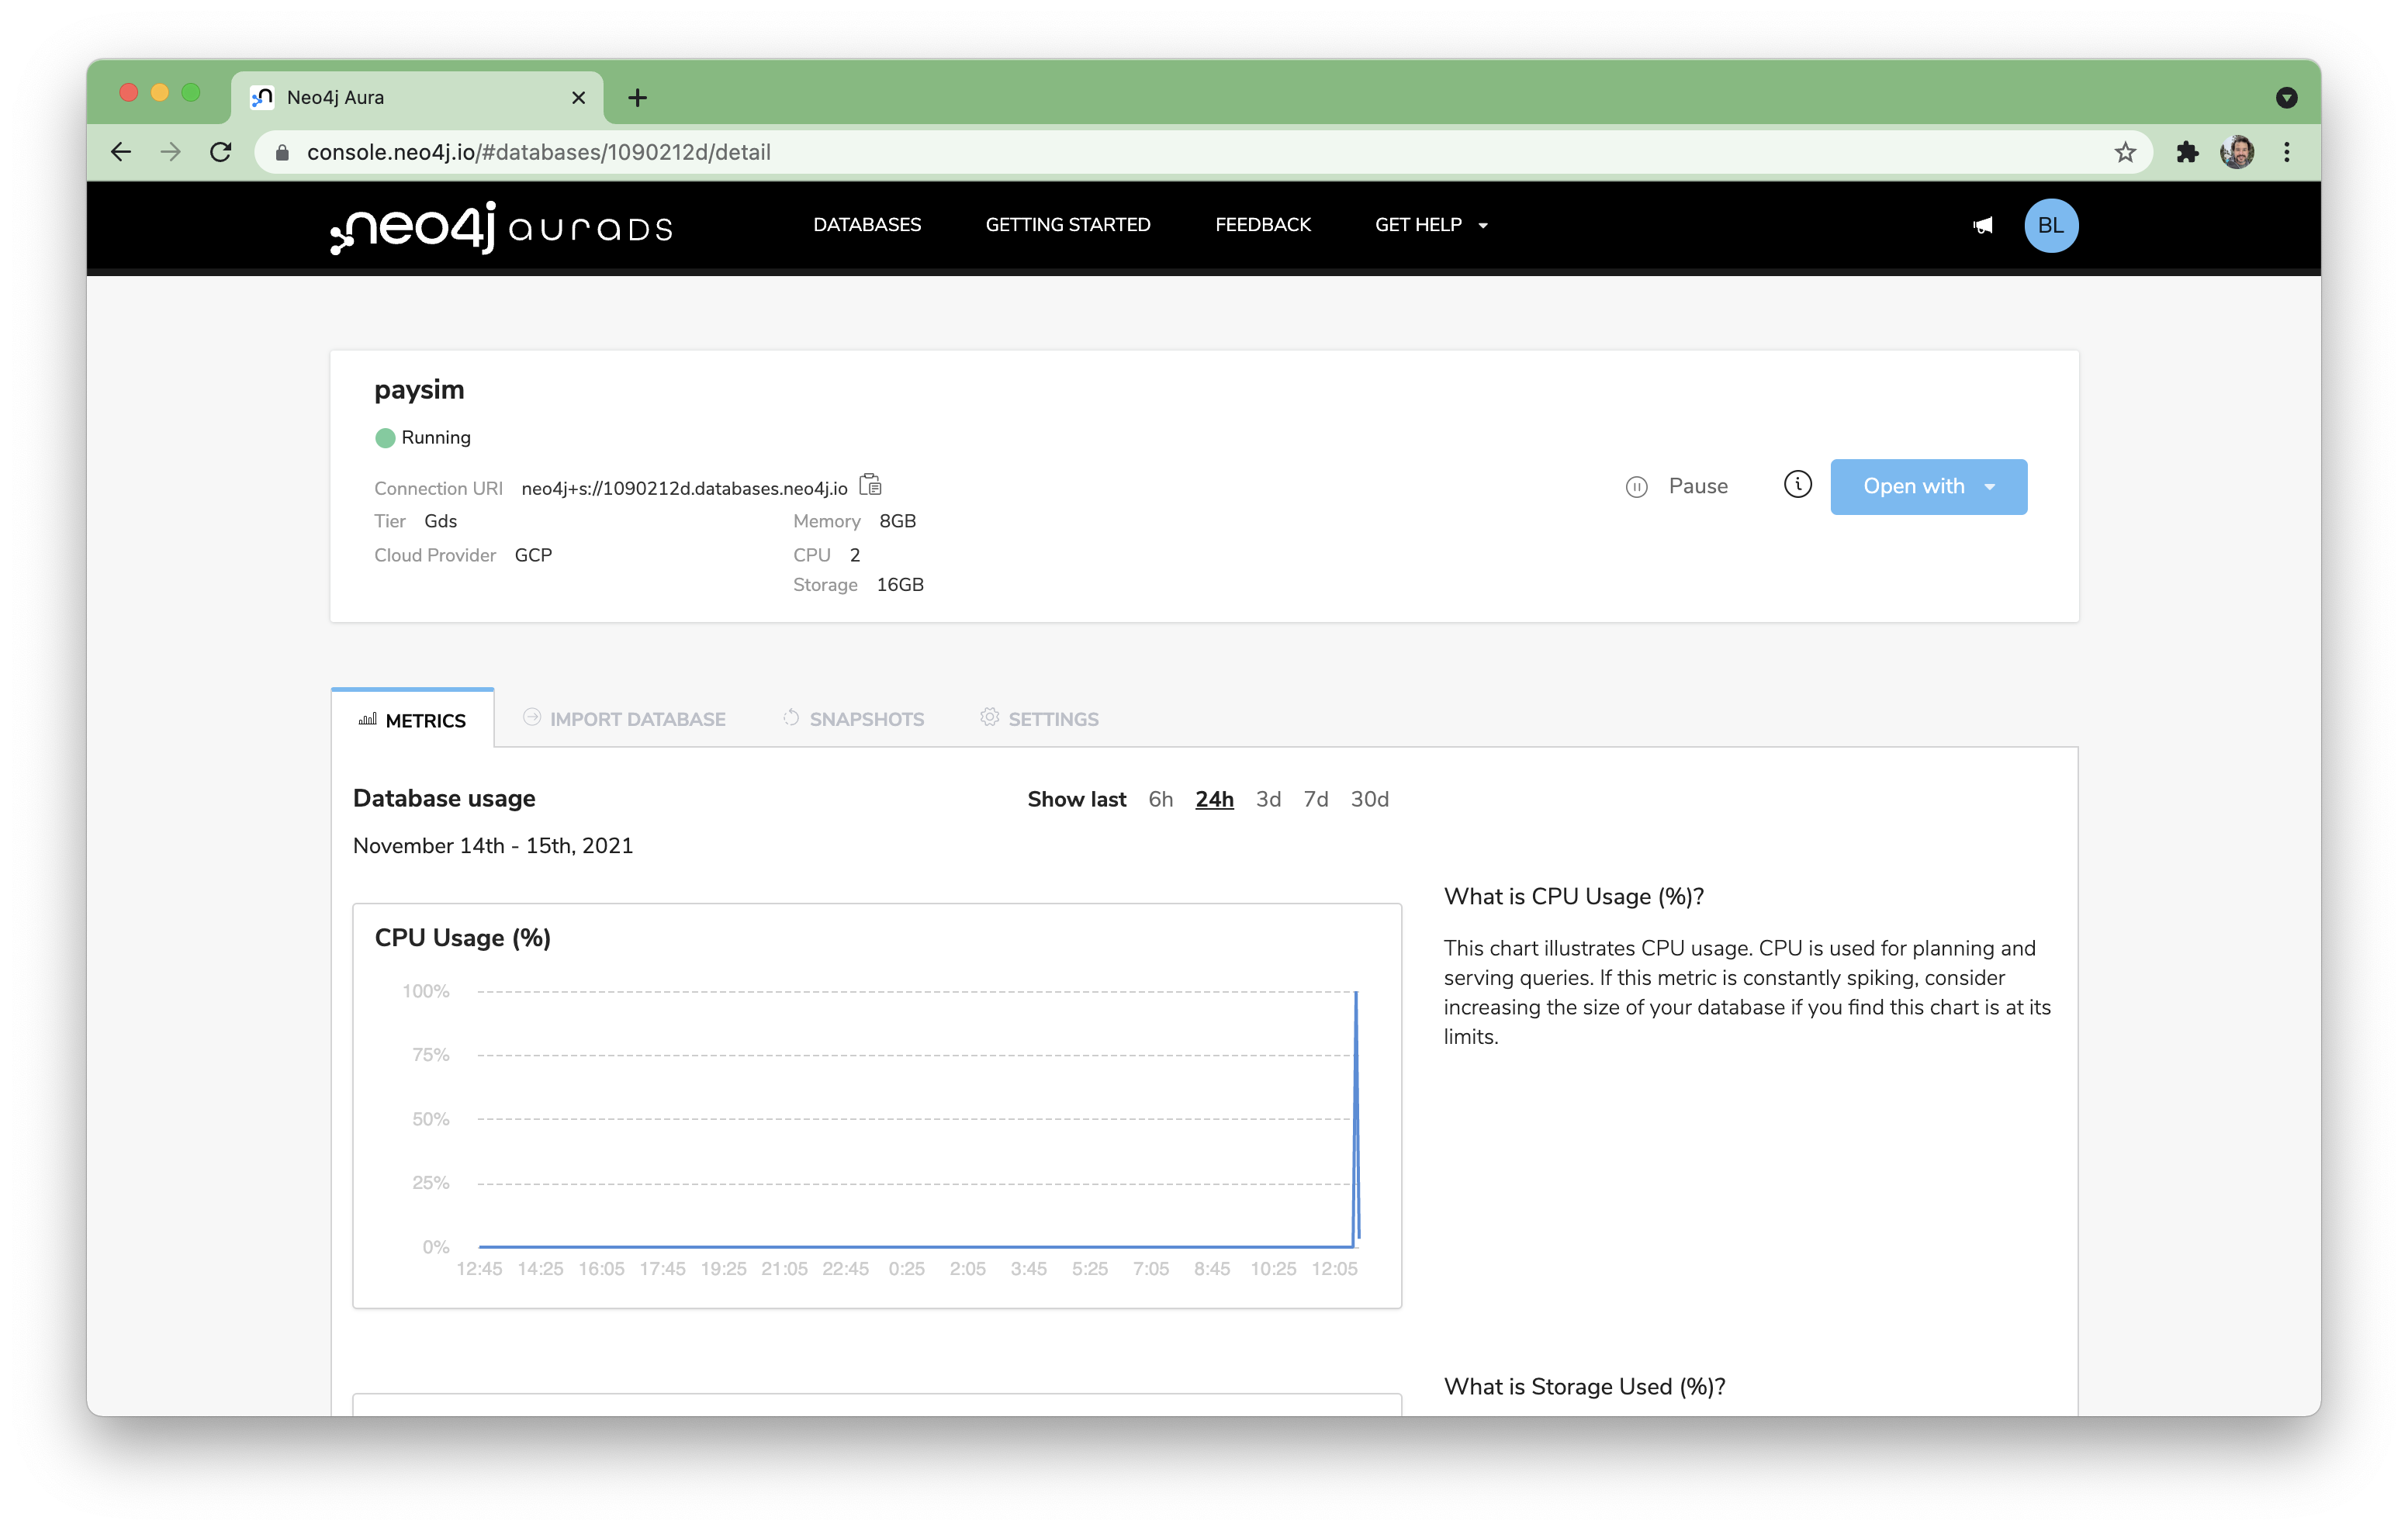 Neo4j Aura
console.neo4j.io/#databases/1090212d/detail
neo4j auraDS
DATABASES
GETTING STARTED
FEEDBACK
GET HELP
BL
paysim
Running
Connection URI neo4j+s://1090212d.databases.neo4j.io
Tier Gds
Memory 8GB
Cloud Provider GCP
CPU 2
Storage 16GB
Pause
Open with
METRICS
IMPORT DATABASE
SNAPSHOTS
SETTINGS
Database usage
Show last 6h 24h 3d 7d 30d
November 14th - 15th, 2021
CPU Usage (%)
100%
75%
50%
25%
0%
12:45 14:25 16:05 17:45 19:25 21:05 22:45 0:25 2:05 3:45 5:25 7:05 8:45 10:25 12:05
What is CPU Usage (%)?
This chart illustrates CPU usage. CPU is used for planning and
serving queries. If this metric is constantly spiking, consider
increasing the size of your database if you find this chart is at its
limits.
What is Storage Used (%)?